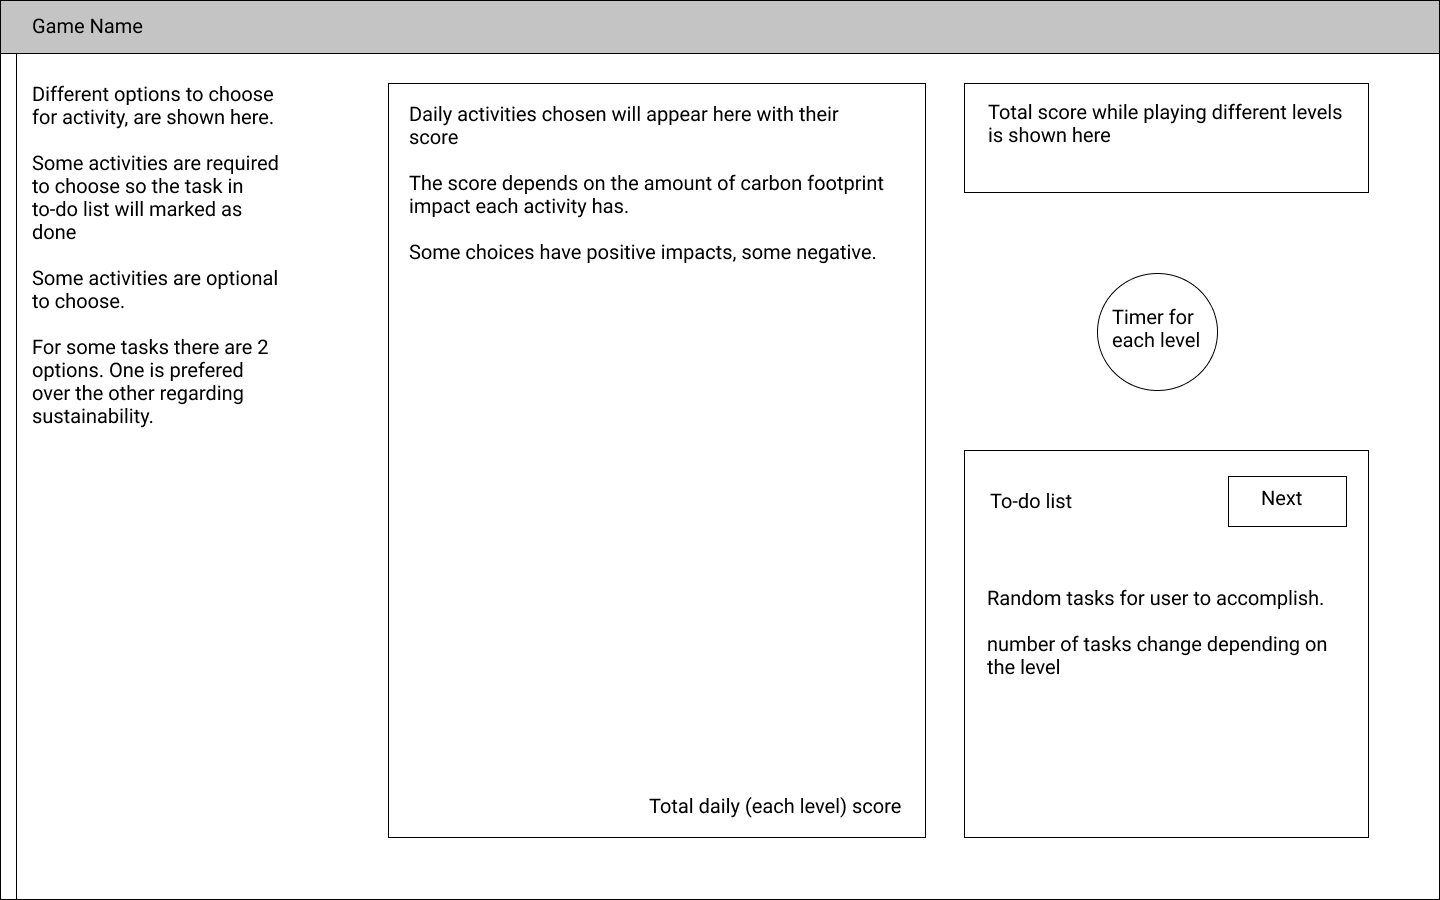 Game Name
Different options to choose
for activity, are shown here.
Some activities are required
to choose so the task in
to-do list will marked as
done
Some activities are optional
to choose.
For some tasks there are 2
options. One is prefered
over the other regarding
sustainability.
Daily activities chosen will appear here with their
score
The score depends on the amount of carbon footprint
impact each activity has.
Some choices have positive impacts, some negative.
Total daily (each level) score
Total score while playing different levels
is shown here
Timer for
each level
To-do list
Next
Random tasks for user to accomplish.
number of tasks change depending on
the level